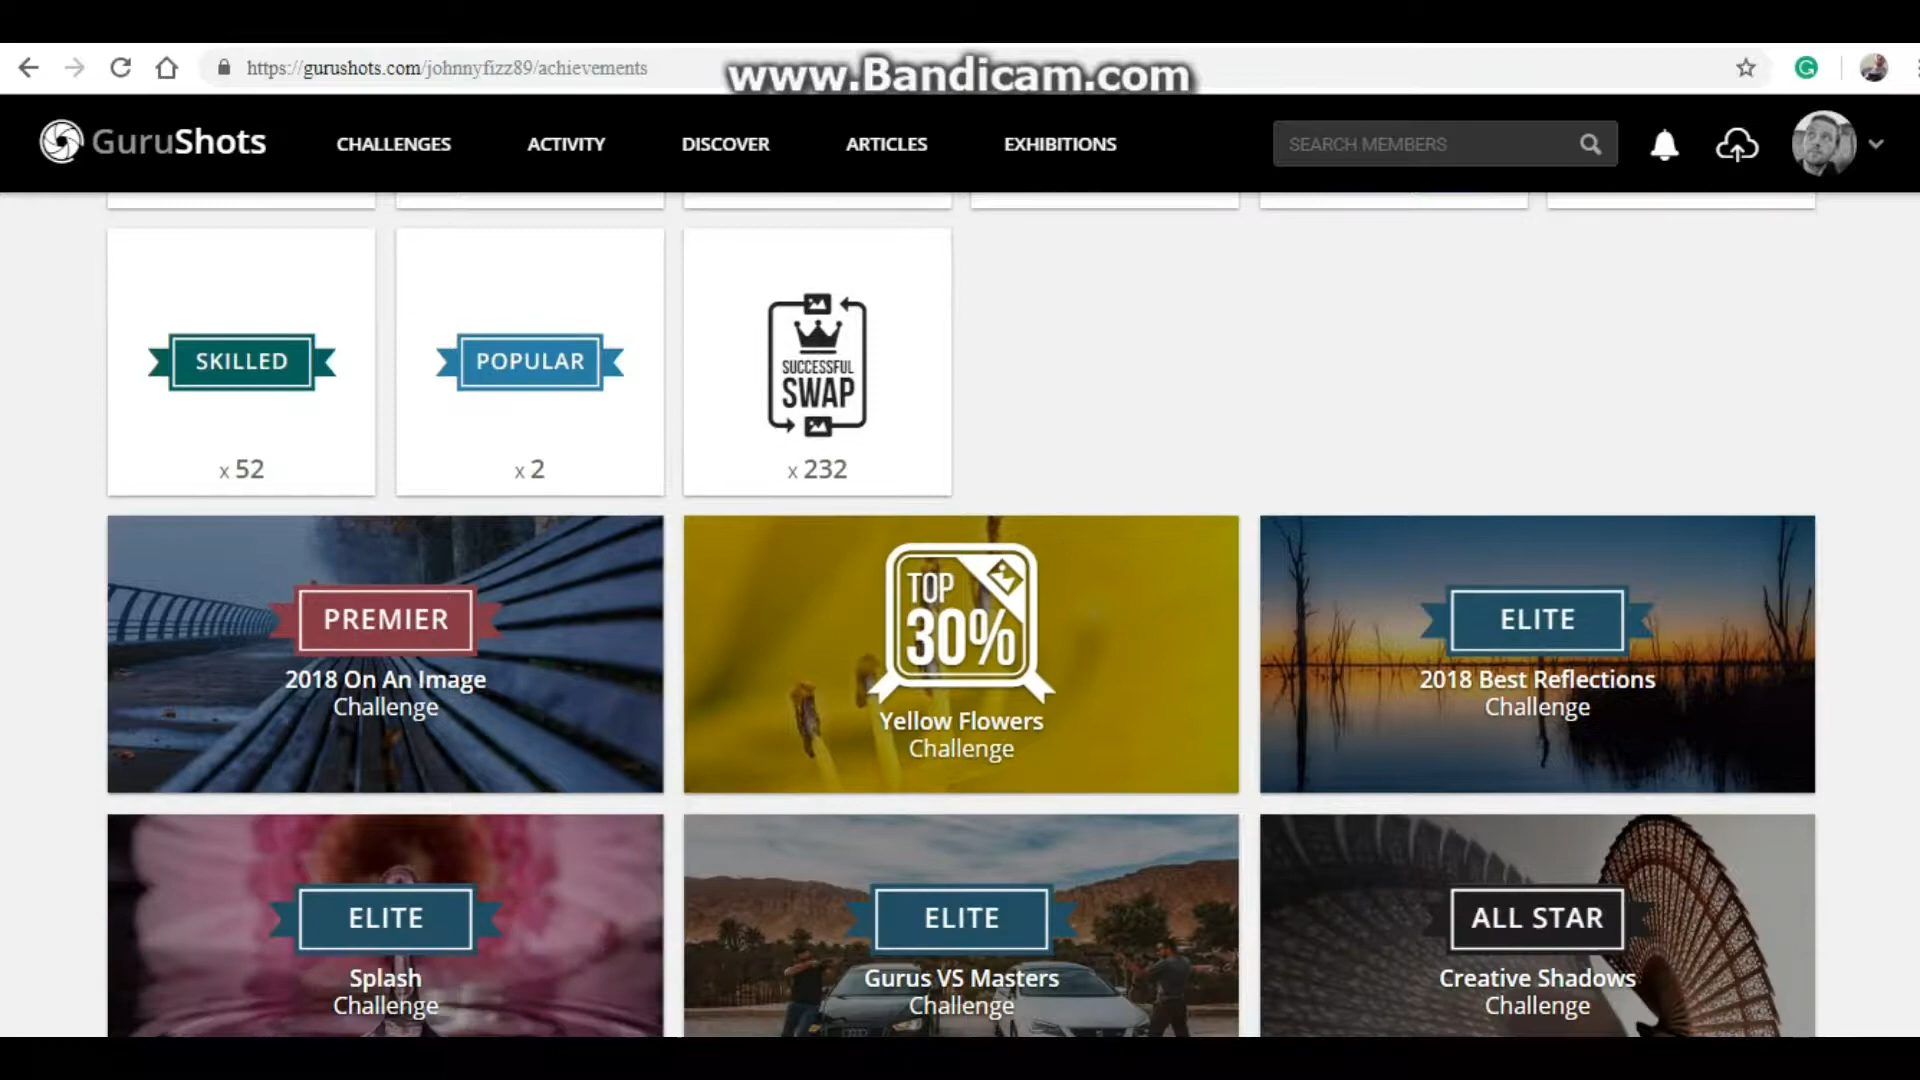 https://gurushots.com/johnnyfizz89/achievements
www.Bandicam.com
GuruShots
CHALLENGES
ACTIVITY
DISCOVER
ARTICLES
EXHIBITIONS
SEARCH MEMBERS
SKILLED
x 52
POPULAR
x 2
SUCCESSFUL
SWAP
x 232
PREMIER
2018 On An Image
Challenge
TOP
30%
Yellow Flowers
Challenge
ELITE
2018 Best Reflections
Challenge
ELITE
Splash
Challenge
ELITE
Gurus VS Masters
Challenge
ALL STAR
Creative Shadows
Challenge